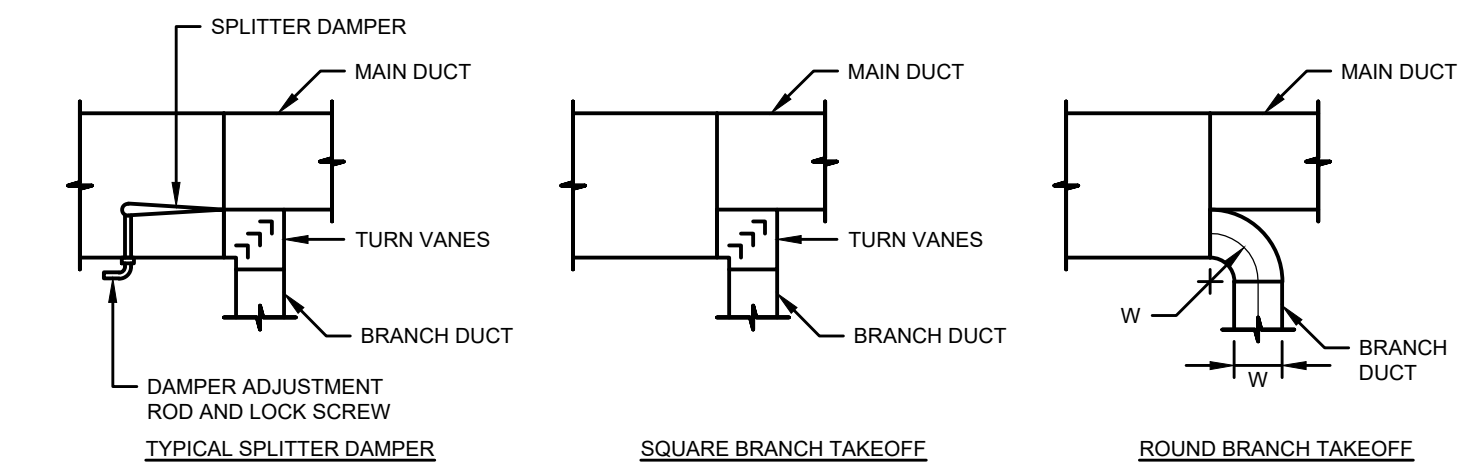 SPLITTER DAMPER
MAIN DUCT
TURN VANES
BRANCH DUCT
DAMPER ADJUSTMENT
ROD AND LOCK SCREW
TYPICAL SPLITTER DAMPER
MAIN DUCT
TURN VANES
BRANCH DUCT
SQUARE BRANCH TAKEOFF
MAIN DUCT
W
BRANCH
DUCT
W
ROUND BRANCH TAKEOFF